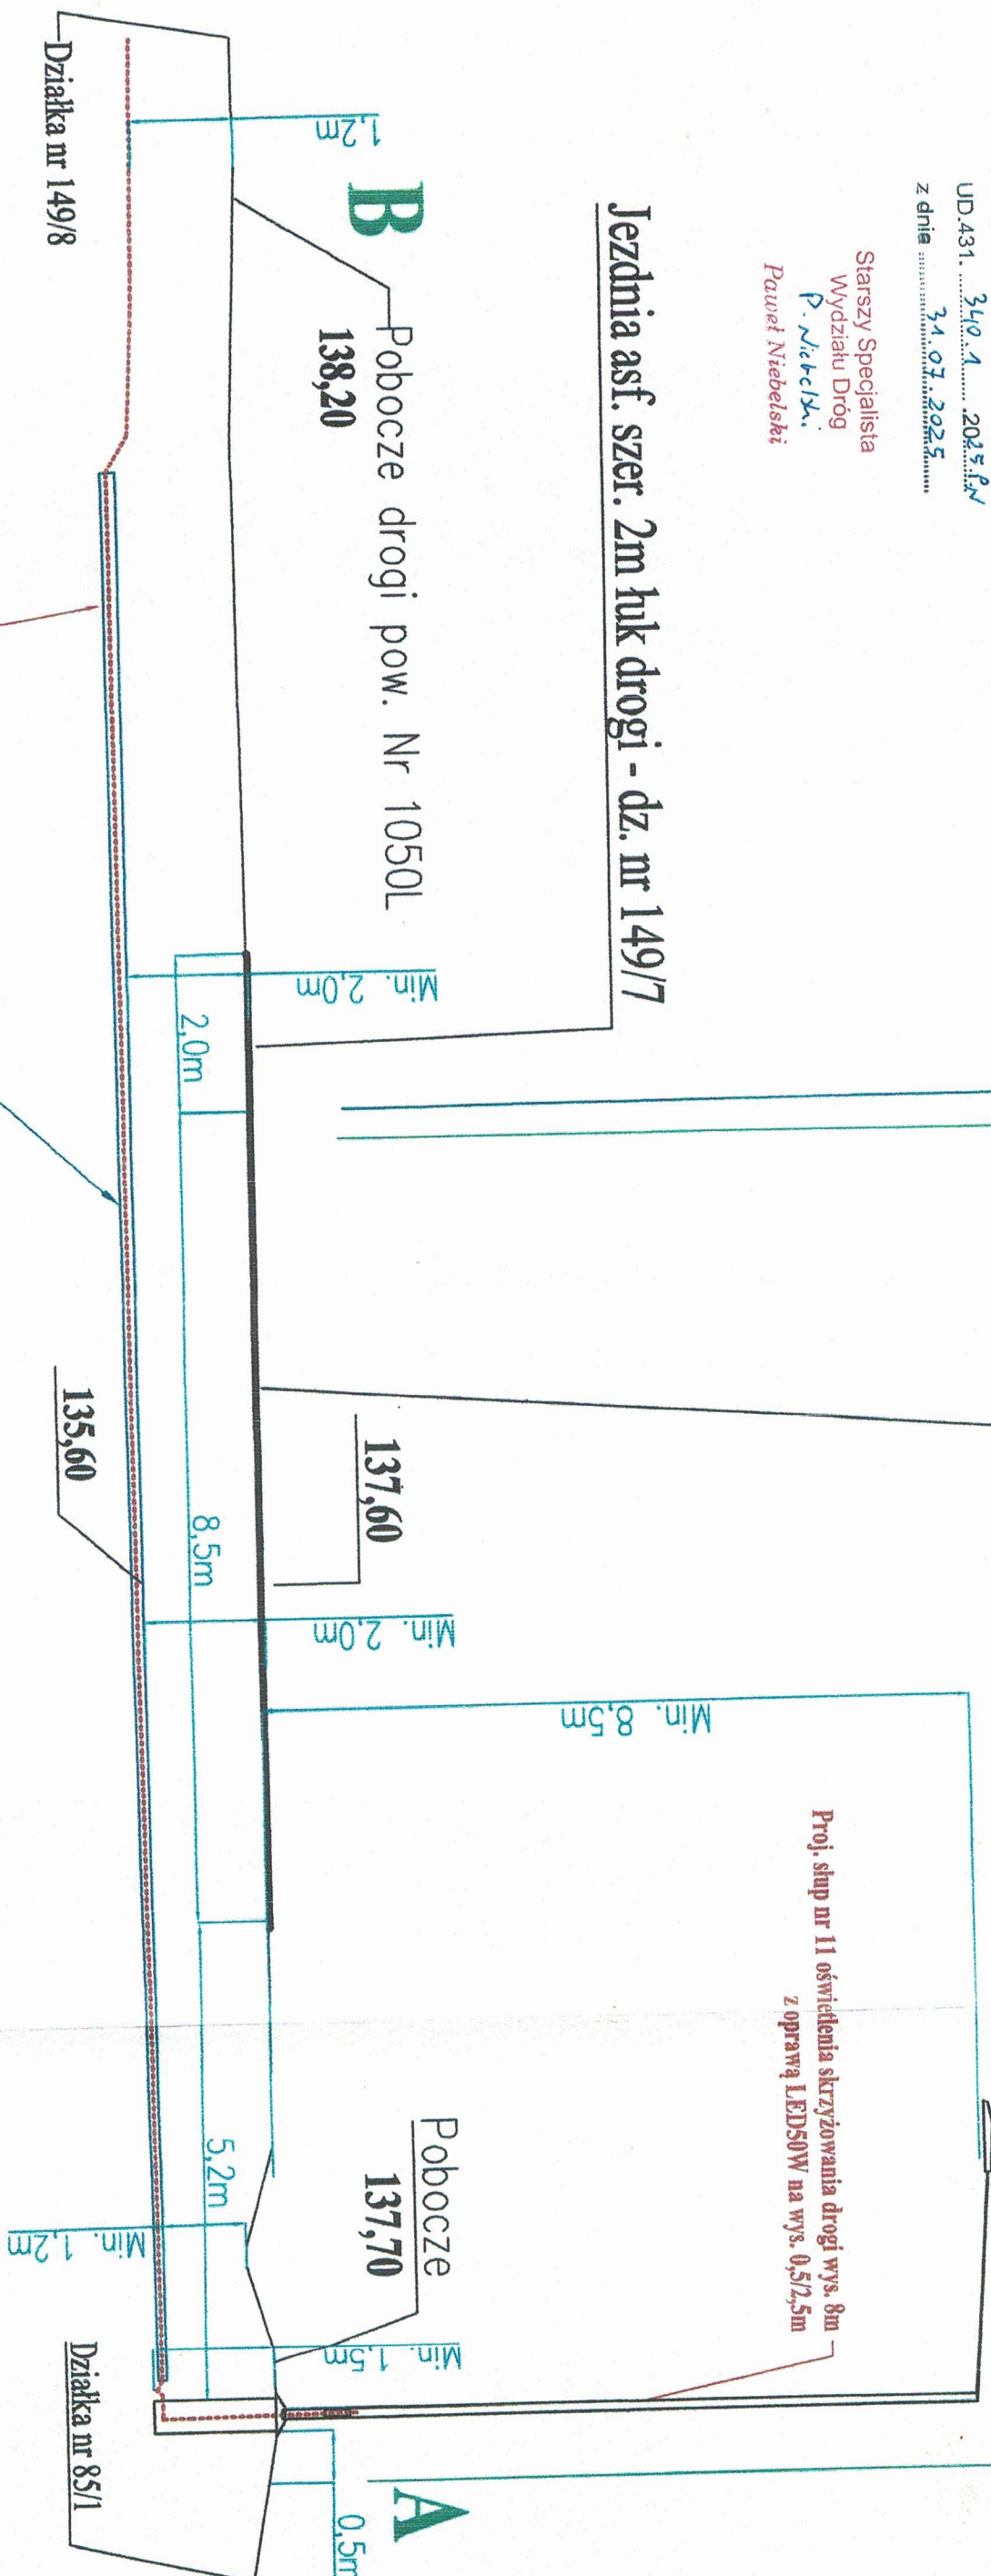 UD.431. 340.1 .2025.P.N
z dnia 31.07.2025
Starszy Specjalista
Wydziału Dróg
P. Niebelski
Paweł Niebelski
Jezdnia asf. szer. 2m łuk drogi - dz. nr 149/7
Proj. słup nr 11 oświetlenia skrzyżowania drogi wys. 8m
z oprawą LED50W na wys. 0,5/2,5m
B
1,2m
Pobocze drogi pow. Nr 1050L
138,20
Działka nr 149/8
Min. 2,0m
2,0m
137,60
135,60
8,5m
Min. 2,0m
Min. 8,5m
Pobocze
137,70
5,2m
Min. 1,2m
Min. 1,5m
Działka nr 85/1
A
0,5m